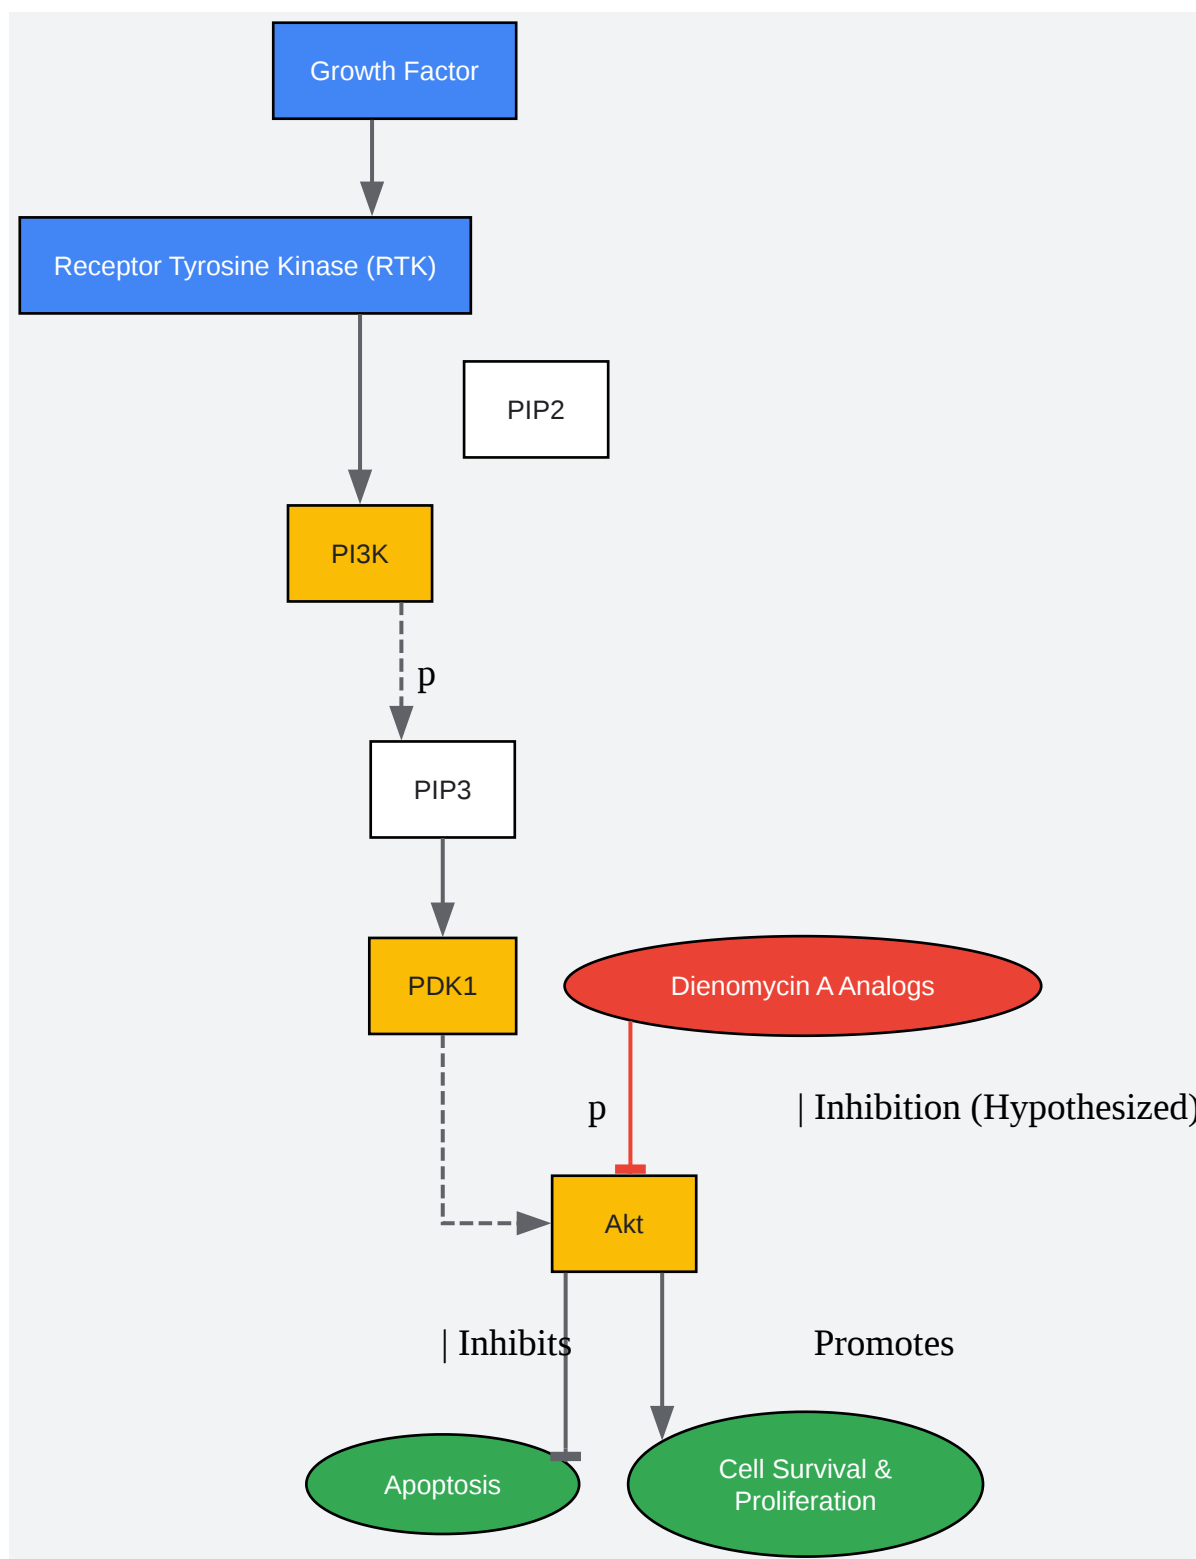 Growth Factor
Receptor Tyrosine Kinase (RTK)
PIP2
PI3K
p
PIP3
PDK1
Dienomycin A Analogs
p
| Inhibition (Hypothesized)
Akt
| Inhibits
Promotes
Apoptosis
Cell Survival &
Proliferation